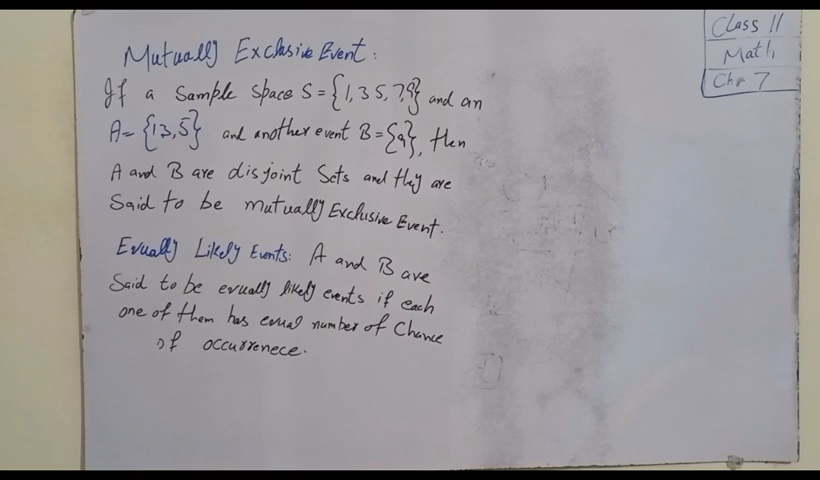 Class 11
Math
Ch# 7
Mutually Exclusive Event:
If a Sample Space S = {1, 3 5, 7, 9} and an
A = {1 3, 5} and another event B = {9}, then
A and B are disjoint Sets and they are
Said to be mutually Exclusive Event.
Equally Likely Events: A and B are
Said to be equally likely events if each
one of them has equal number of Chance
of occurrenece.